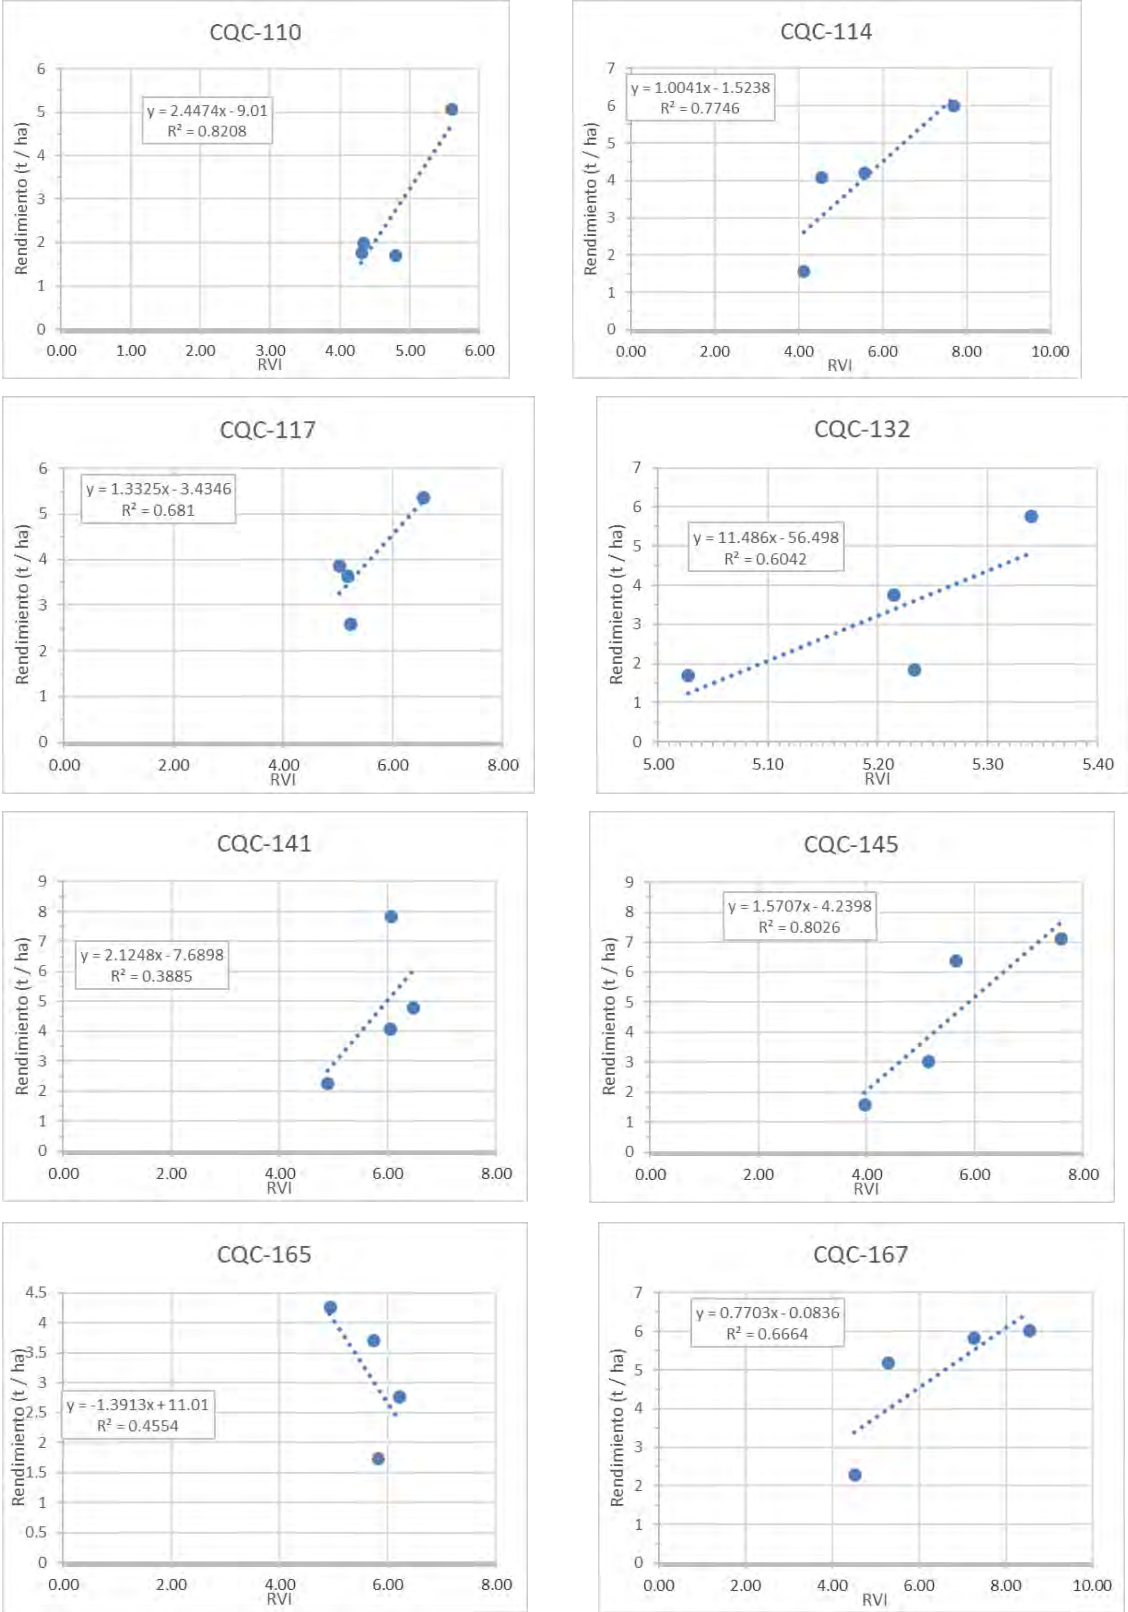 CQC-110
y = 2.4474x - 9.01
R² = 0.8208
Rendimiento (t / ha)
6
5
4
3
2
1
0
0.00 1.00 2.00 3.00 4.00 5.00 6.00
RVI
CQC-114
y = 1.0041x - 1.5238
R² = 0.7746
Rendimiento (t / ha)
7
6
5
4
3
2
1
0
0.00 2.00 4.00 6.00 8.00 10.00
RVI
CQC-117
y = 1.3325x - 3.4346
R² = 0.681
Rendimiento (t / ha)
6
5
4
3
2
1
0
0.00 2.00 4.00 6.00 8.00
RVI
CQC-132
y = 11.486x - 56.498
R² = 0.6042
Rendimiento (t / ha)
7
6
5
4
3
2
1
0
5.00 5.10 5.20 5.30 5.40
RVI
CQC-141
y = 2.1248x - 7.6898
R² = 0.3885
Rendimiento (t / ha)
9
8
7
6
5
4
3
2
1
0
0.00 2.00 4.00 6.00 8.00
RVI
CQC-145
y = 1.5707x - 4.2398
R² = 0.8026
Rendimiento (t / ha)
9
8
7
6
5
4
3
2
1
0
0.00 2.00 4.00 6.00 8.00
RVI
CQC-165
y = -1.3913x + 11.01
R² = 0.4554
Rendimiento (t / ha)
4.5
4
3.5
3
2.5
2
1.5
1
0.5
0
0.00 2.00 4.00 6.00 8.00
RVI
CQC-167
y = 0.7703x - 0.0836
R² = 0.6664
Rendimiento (t / ha)
7
6
5
4
3
2
1
0
0.00 2.00 4.00 6.00 8.00 10.00
RVI